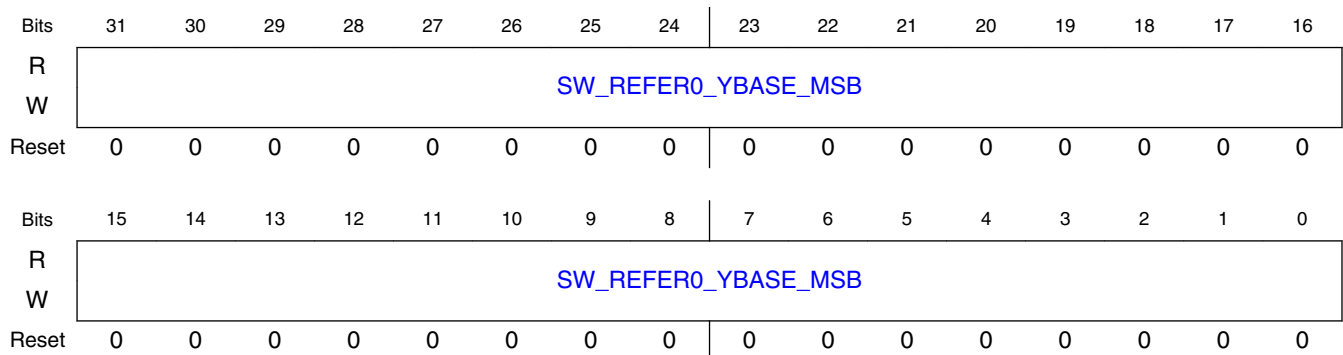 Bits 31 30 29 28 27 26 25 24 23 22 21 20 19 18 17 16
R
SW_REFER0_YBASE_MSB
W
Reset 0 0 0 0 0 0 0 0 0 0 0 0 0 0 0 0
Bits 15 14 13 12 11 10 9 8 7 6 5 4 3 2 1 0
R
SW_REFER0_YBASE_MSB
W
Reset 0 0 0 0 0 0 0 0 0 0 0 0 0 0 0 0